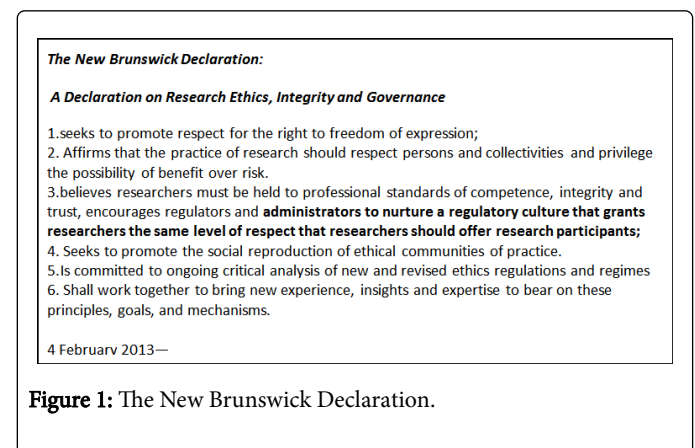 The New Brunswick Declaration:
A Declaration on Research Ethics, Integrity and Governance
1.seeks to promote respect for the right to freedom of expression;
2. Affirms that the practice of research should respect persons and collectivities and privilege
the possibility of benefit over risk.
3.believes researchers must be held to professional standards of competence, integrity and
trust, encourages regulators and administrators to nurture a regulatory culture that grants
researchers the same level of respect that researchers should offer research participants;
4. Seeks to promote the social reproduction of ethical communities of practice.
5.Is committed to ongoing critical analysis of new and revised ethics regulations and regimes
6. Shall work together to bring new experience, insights and expertise to bear on these
principles, goals, and mechanisms.
4 February 2013—
Figure 1: The New Brunswick Declaration.